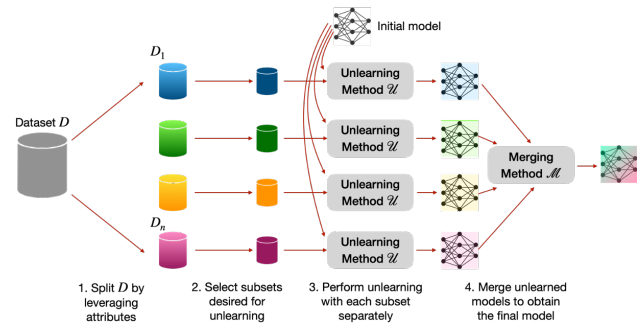 Initial model
D₁
Unlearning
Method 𝒰
Dataset D
Unlearning
Method 𝒰
Merging
Method ℳ
Unlearning
Method 𝒰
Dₙ
Unlearning
Method 𝒰
1. Split D by
leveraging
attributes
2. Select subsets
desired for
unlearning
3. Perform unlearning
with each subset
separately
4. Merge unlearned
models to obtain
the final model